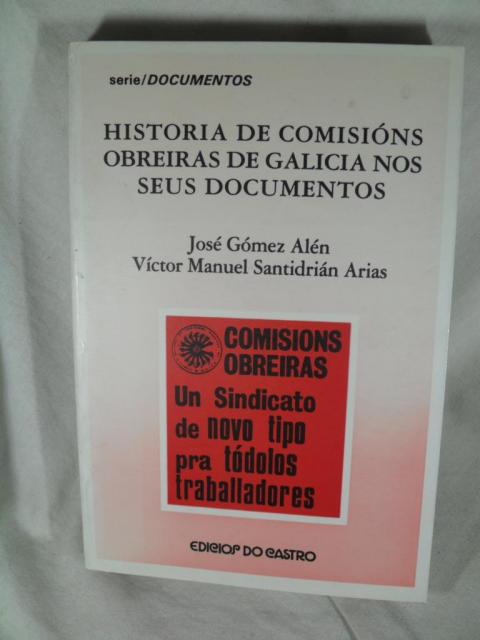 serie/DOCUMENTOS
HISTORIA DE COMISIÓNS
OBREIRAS DE GALICIA NOS
SEUS DOCUMENTOS
José Gómez Alén
Víctor Manuel Santidrián Arias
COMISIONS
OBREIRAS
Un Sindicato
de novo tipo
pra tódolos
traballadores
EDICIOS DO CASTRO